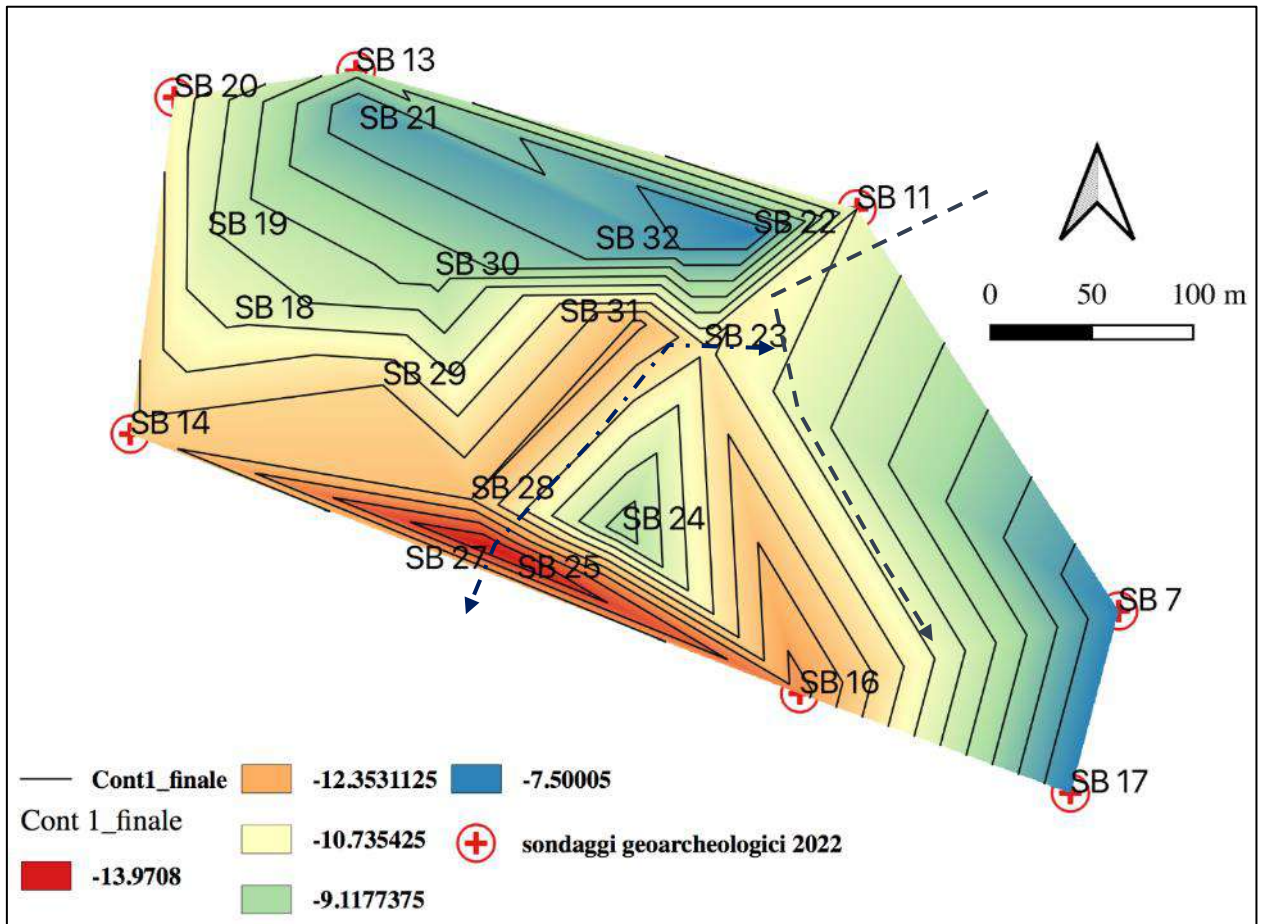 SB 13
SB 20
SB 21
SB 11
SB 22
SB 19
SB 32
SB 30
0 50 100 m
SB 18
SB 31
SB 23
SB 29
SB 14
SB 28
SB 24
SB 27
SB 25
SB 7
SB 16
SB 17
Cont1_finale
Cont 1_finale
-13.9708
-12.3531125
-10.735425
-9.1177375
-7.50005
sondaggi geoarcheologici 2022